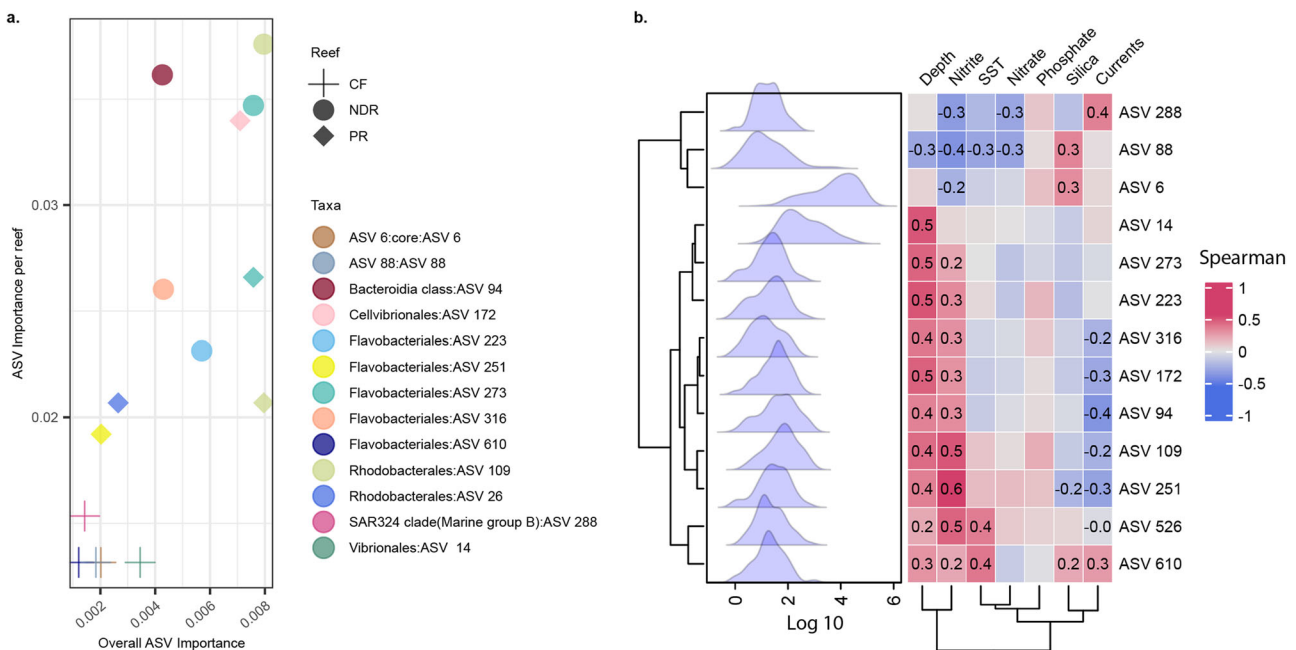 a.
ASV Importance per reef
0.03
0.02
0.002
0.004
0.006
0.008
Overall ASV Importance
Reef
CF
NDR
PR
Taxa
ASV 6:core:ASV 6
ASV 88:ASV 88
Bacteroidia class:ASV 94
Cellvibrionales:ASV 172
Flavobacteriales:ASV 223
Flavobacteriales:ASV 251
Flavobacteriales:ASV 273
Flavobacteriales:ASV 316
Flavobacteriales:ASV 610
Rhodobacterales:ASV 109
Rhodobacterales:ASV 26
SAR324 clade(Marine group B):ASV 288
Vibrionales:ASV 14
b.
Depth
Nitrite
SST
Nitrate
Phosphate
Silica
Currents
-0.3 -0.3 0.4 ASV 288
-0.3 -0.4 -0.3 -0.3 0.3 ASV 88
-0.2 0.3 ASV 6
0.5 ASV 14
0.5 0.2 ASV 273
0.5 0.3 ASV 223
0.4 0.3 -0.2 ASV 316
0.5 0.3 -0.3 ASV 172
0.4 0.3 -0.4 ASV 94
0.4 0.5 -0.2 ASV 109
0.4 0.6 -0.2 -0.3 ASV 251
0.2 0.5 0.4 -0.0 ASV 526
0.3 0.2 0.4 0.2 0.3 ASV 610
0 2 4 6
Log 10
Spearman
1
0.5
0
-0.5
-1